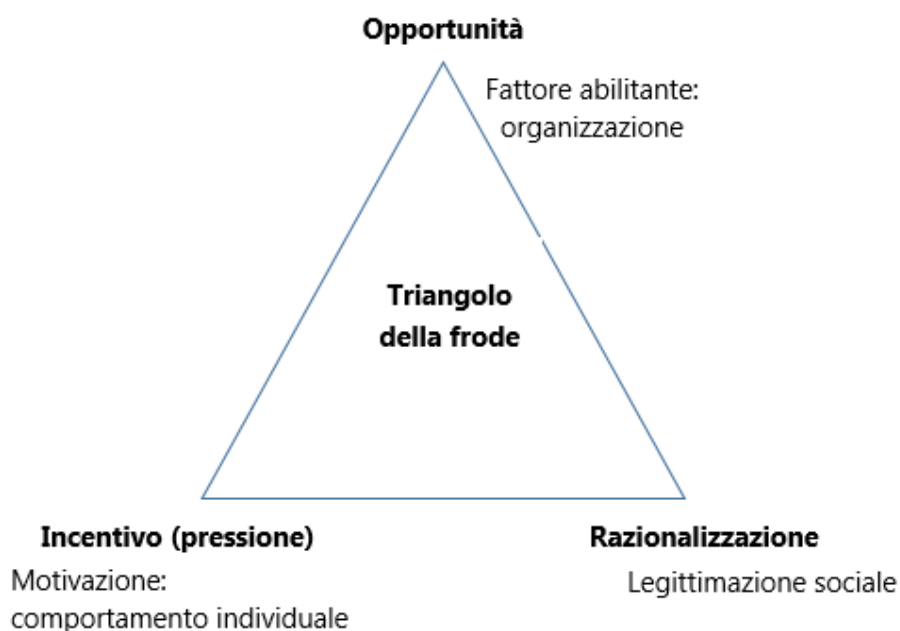 Opportunità
Fattore abilitante:
organizzazione
Triangolo
della frode
Incentivo (pressione)
Motivazione:
comportamento individuale
Razionalizzazione
Legittimazione sociale